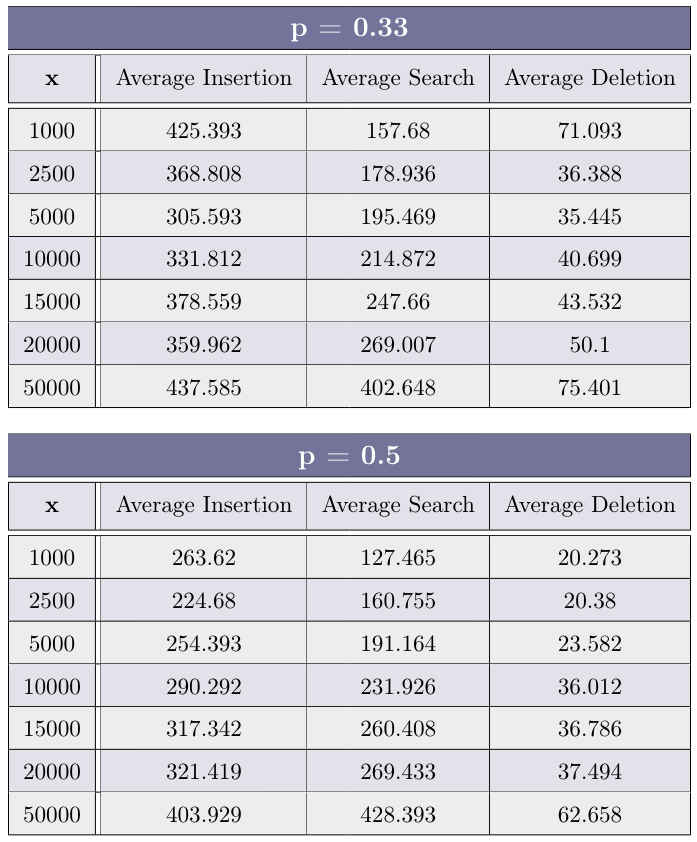 p = 0.33
x Average Insertion Average Search Average Deletion
1000 425.393 157.68 71.093
2500 368.808 178.936 36.388
5000 305.593 195.469 35.445
10000 331.812 214.872 40.699
15000 378.559 247.66 43.532
20000 359.962 269.007 50.1
50000 437.585 402.648 75.401
p = 0.5
x Average Insertion Average Search Average Deletion
1000 263.62 127.465 20.273
2500 224.68 160.755 20.38
5000 254.393 191.164 23.582
10000 290.292 231.926 36.012
15000 317.342 260.408 36.786
20000 321.419 269.433 37.494
50000 403.929 428.393 62.658